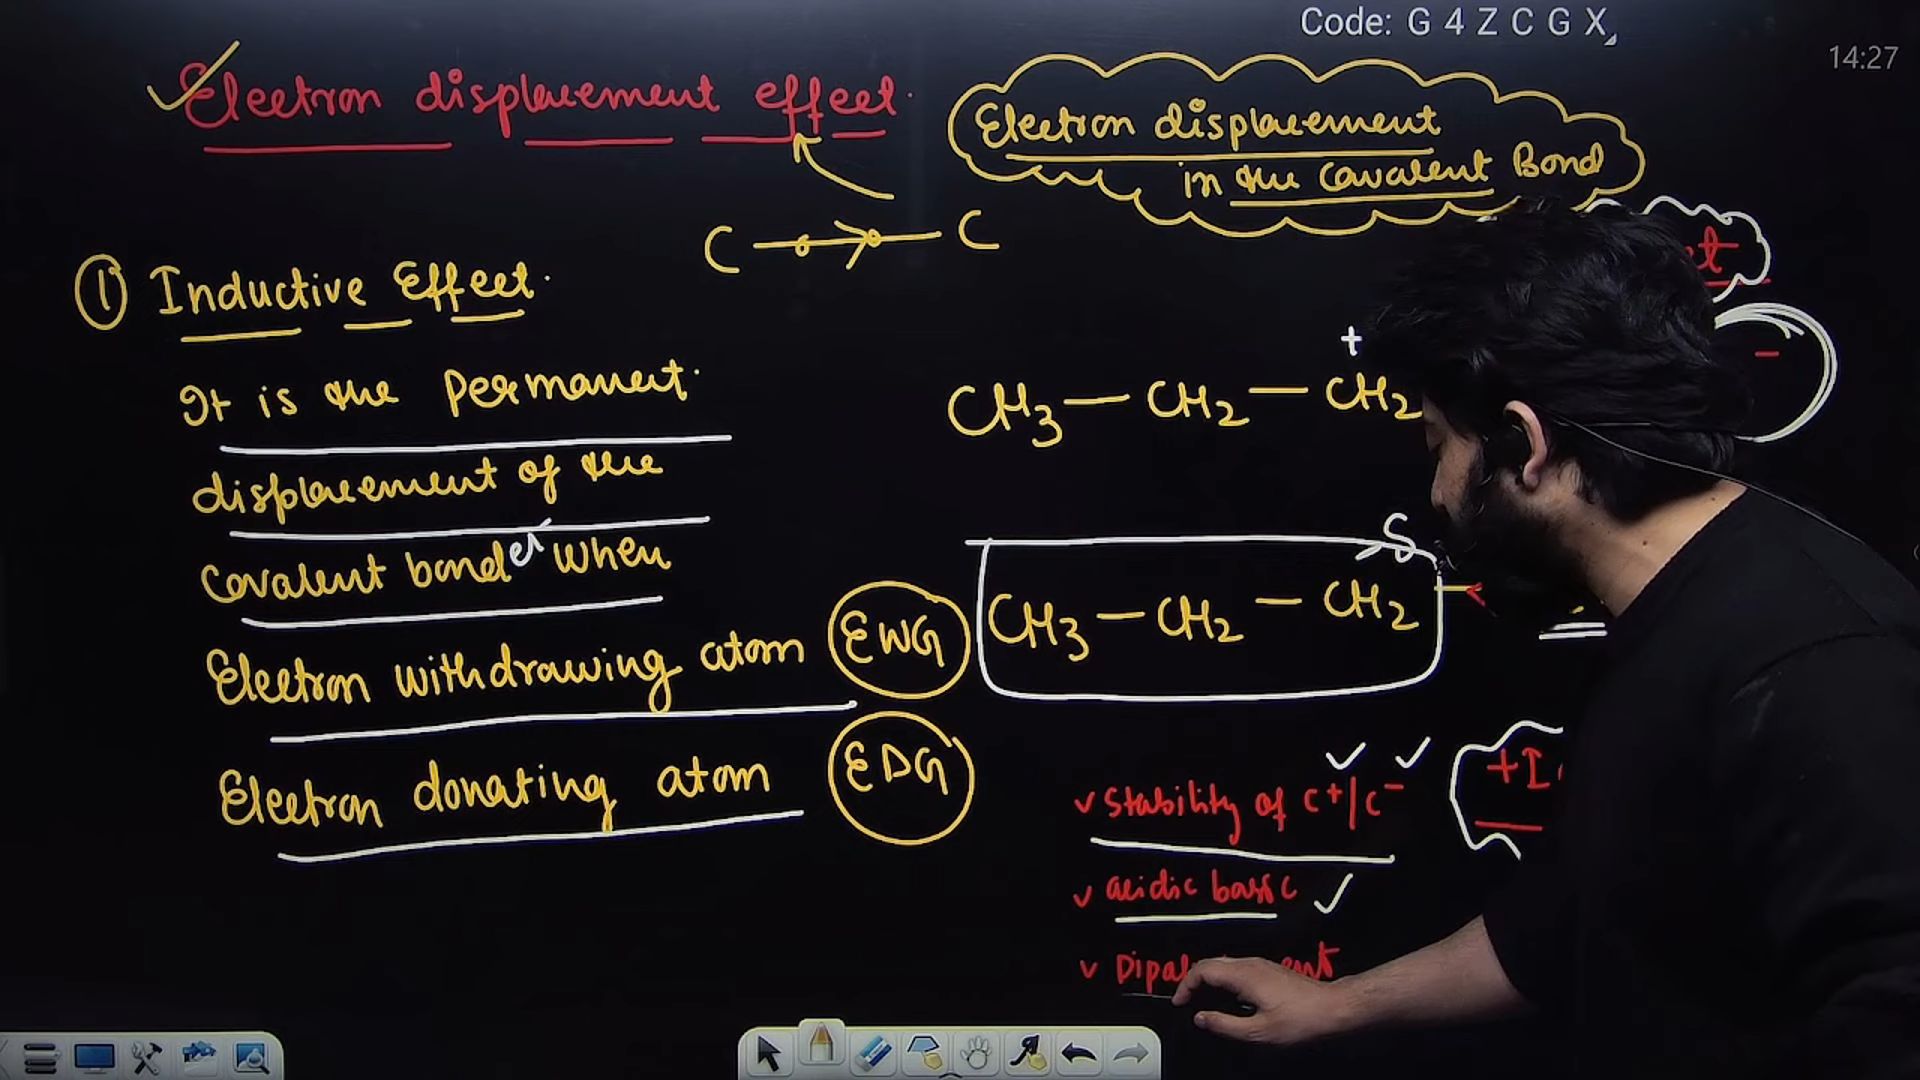 Code: G 4 Z C G X
14:27
Electron displacement effect.
Electron displacement
in the covalent Bond
C C
① Inductive Effect.
It is the permanent.
displacement of the
covalent bond e⁻ when
Electron withdrawing atom EWG
Electron donating atom EDG
+ -
CH3 — CH2 — CH2
CH3 — CH2 — CH2
+I
✓ Stability of C+/C- ✓ ✓
✓ acidic basic ✓